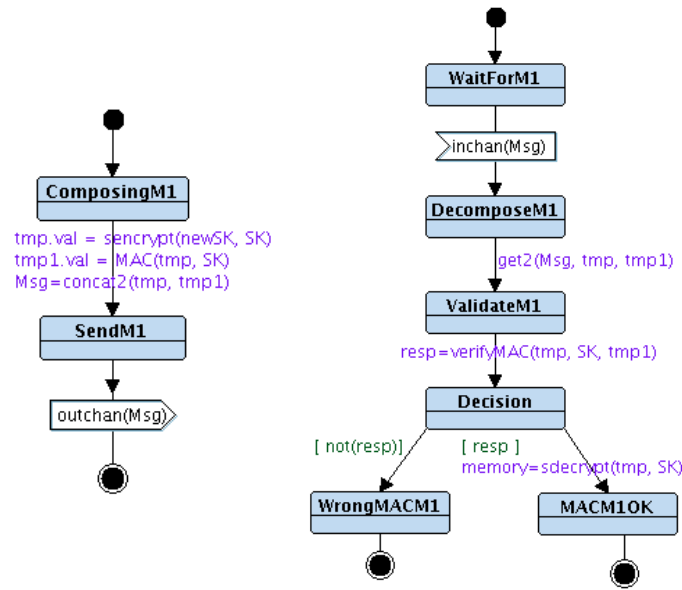 ComposingM1
tmp.val = sencrypt(newSK, SK)
tmp1.val = MAC(tmp, SK)
Msg=concat2(tmp, tmp1)
SendM1
outchan(Msg)
WaitForM1
inchan(Msg)
DecomposeM1
get2(Msg, tmp, tmp1)
ValidateM1
resp=verifyMAC(tmp, SK, tmp1)
Decision
[ not(resp)]
[ resp ]
memory=sdecrypt(tmp, SK)
WrongMACM1
MACM1OK